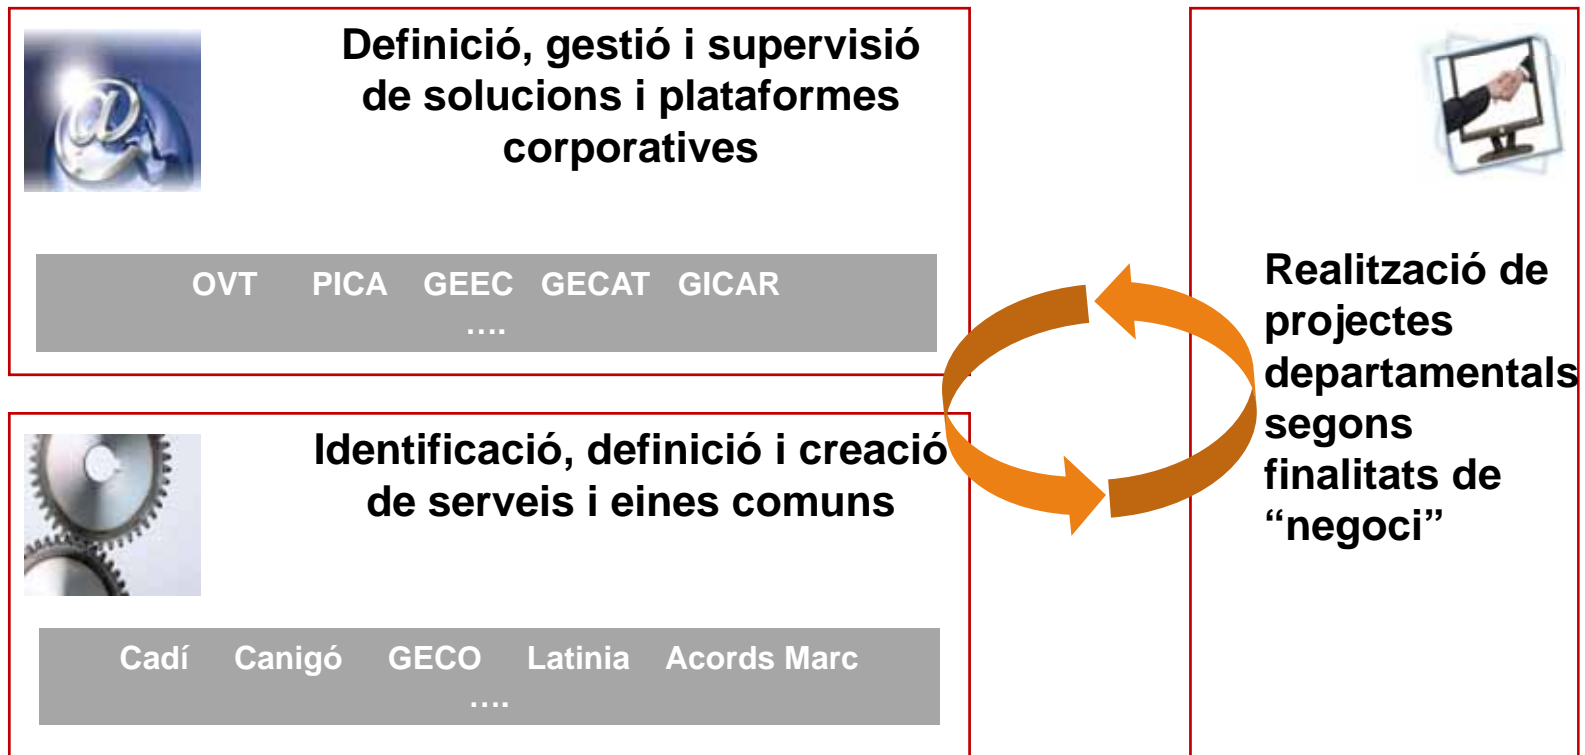 Definició, gestió i supervisió
de solucions i plataformes
corporatives
OVT PICA GEEC GECAT GICAR
….
Identificació, definició i creació
de serveis i eines comuns
Cadí Canigó GECO Latinia Acords Marc
….
Realització de
projectes
departamentals
segons
finalitats de
“negoci”